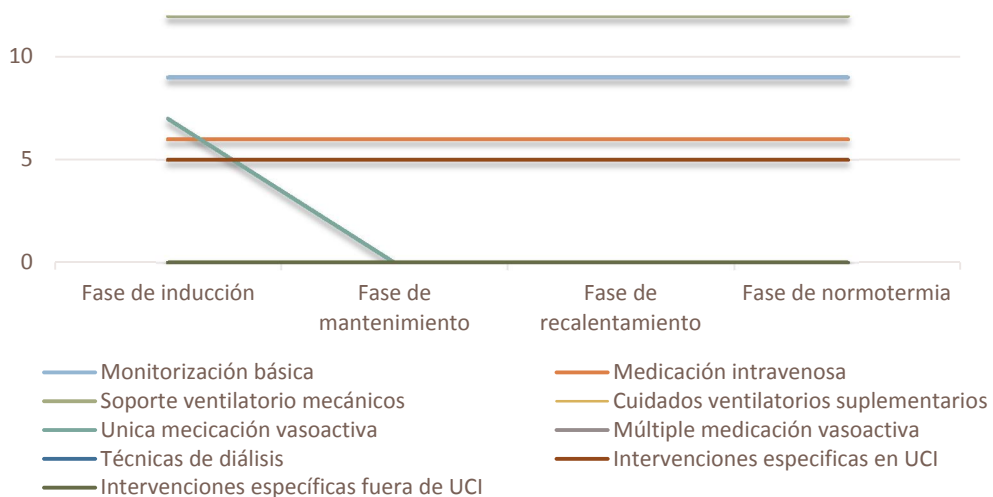 10
5
0
Fase de inducción
Fase de
mantenimiento
Fase de
recalentamiento
Fase de normotermia
Monitorización básica
Medicación intravenosa
Soporte ventilatorio mecánicos
Cuidados ventilatorios suplementarios
Unica mecicación vasoactiva
Múltiple medicación vasoactiva
Técnicas de diálisis
Intervenciones especificas en UCI
Intervenciones específicas fuera de UCI